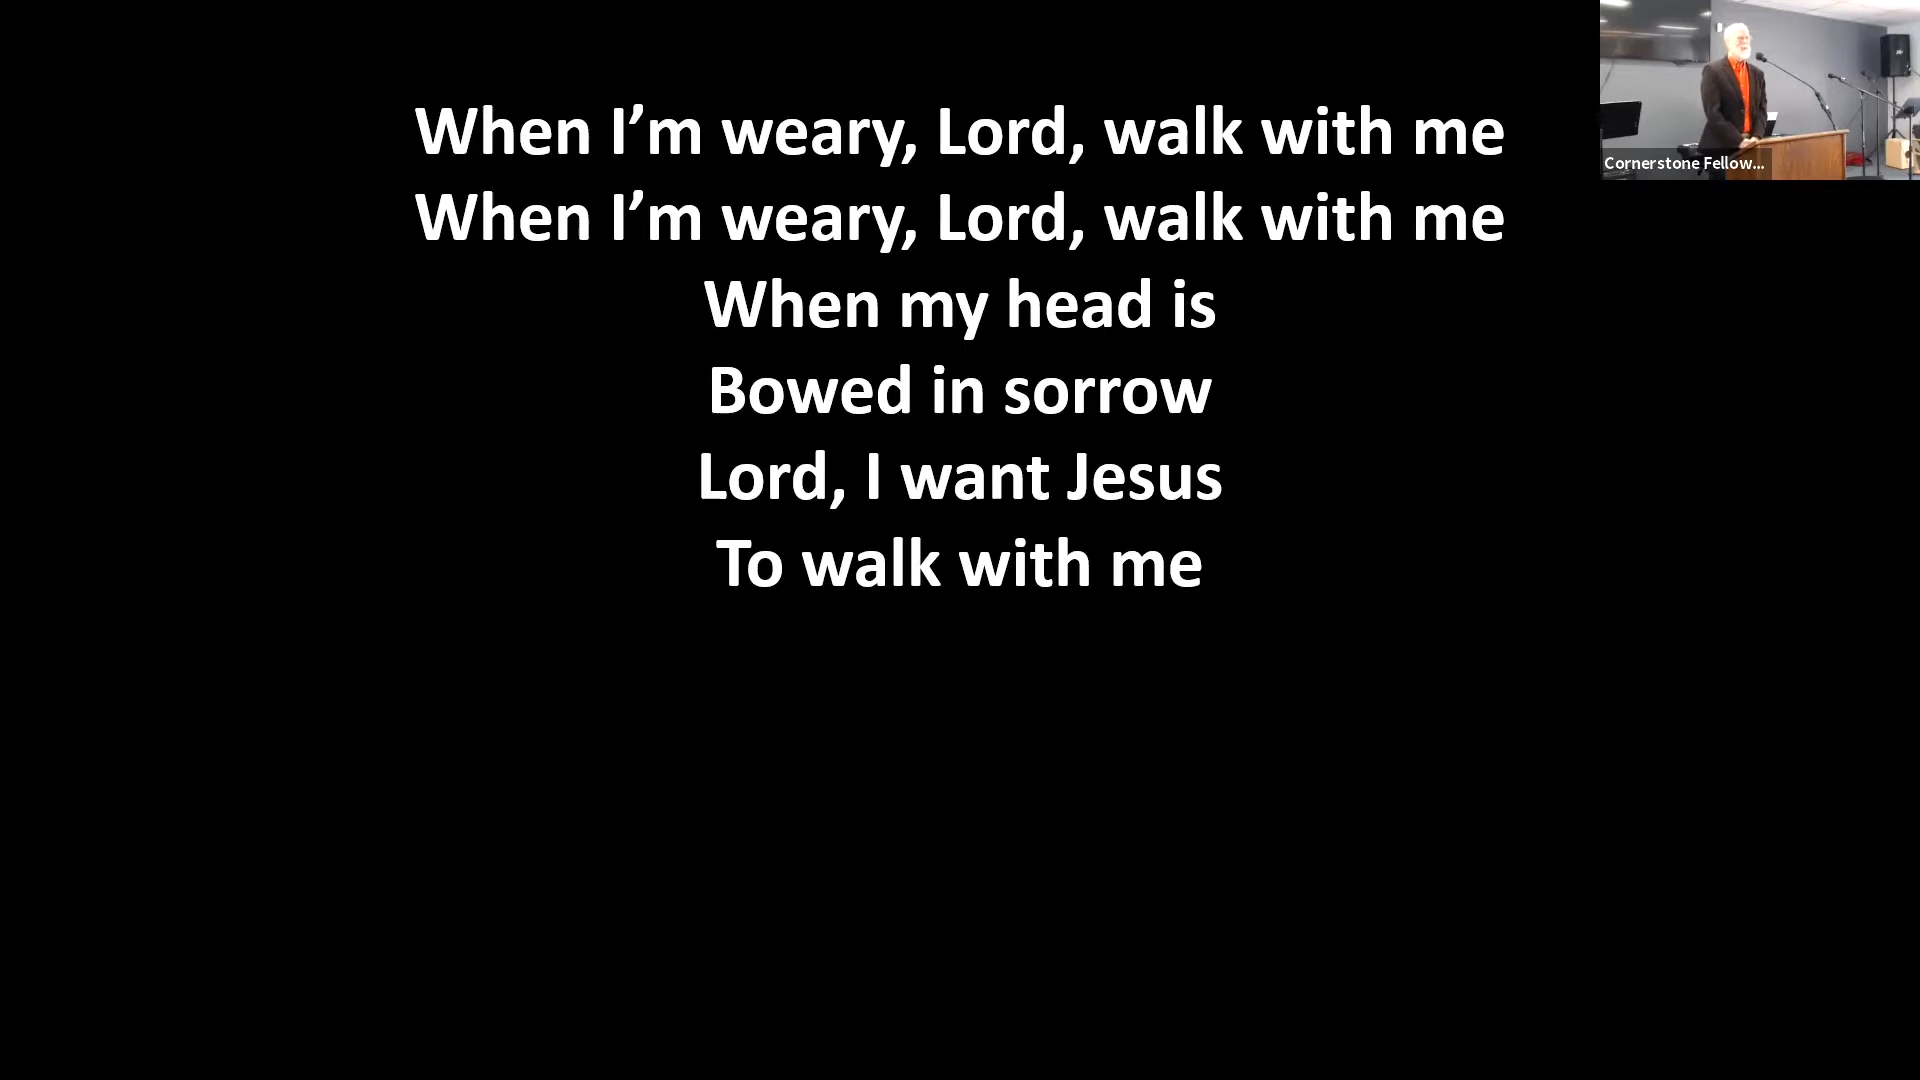 When I’m weary, Lord, walk with me
When I’m weary, Lord, walk with me
When my head is
Bowed in sorrow
Lord, I want Jesus
To walk with me
Cornerstone Fellow...